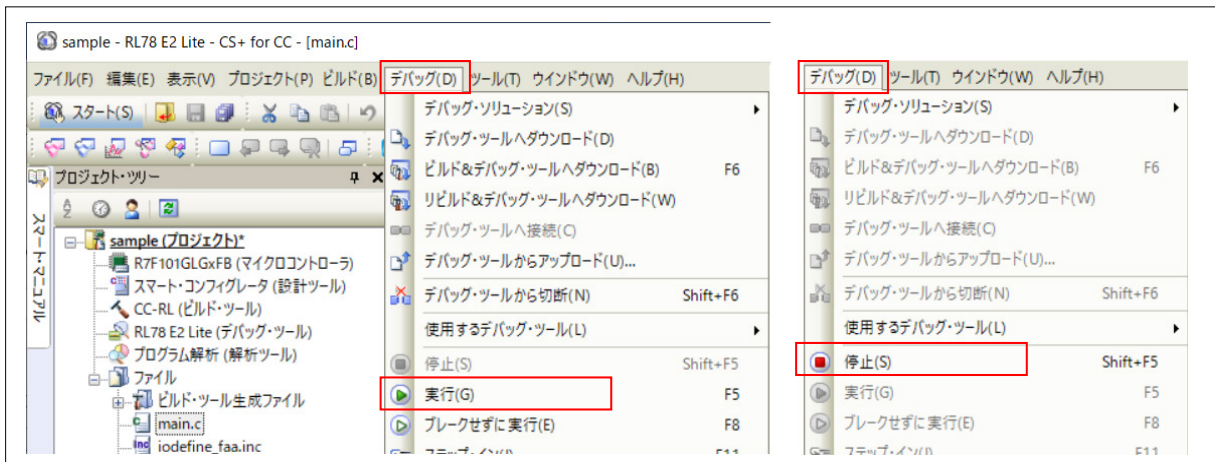 sample - RL78 E2 Lite - CS+ for CC - [main.c]
ファイル(F) 編集(E) 表示(V) プロジェクト(P) ビルド(B) デバッグ(D) ツール(T) ウインドウ(W) ヘルプ(H)
スタート(S)
プロジェクト・ツリー
スマートマニュアル
sample (プロジェクト)*
R7F101GLGxFB (マイクロコントローラ)
スマート・コンフィグレータ (設計ツール)
CC-RL (ビルド・ツール)
RL78 E2 Lite (デバッグ・ツール)
プログラム解析 (解析ツール)
ファイル
ビルド・ツール生成ファイル
main.c
iodefine_faa.inc
デバッグ・ソリューション(S)
デバッグ・ツールへダウンロード(D)
ビルド&デバッグ・ツールへダウンロード(B) F6
リビルド&デバッグ・ツールへダウンロード(W)
デバッグ・ツールへ接続(C)
デバッグ・ツールからアップロード(U)...
デバッグ・ツールから切断(N) Shift+F6
使用するデバッグ・ツール(L)
停止(S) Shift+F5
実行(G) F5
ブレークせずに実行(E) F8
ステップ・イン(I) F11
デバッグ(D) ツール(T) ウインドウ(W) ヘルプ(H)
デバッグ・ソリューション(S)
デバッグ・ツールへダウンロード(D)
ビルド&デバッグ・ツールへダウンロード(B) F6
リビルド&デバッグ・ツールへダウンロード(W)
デバッグ・ツールへ接続(C)
デバッグ・ツールからアップロード(U)...
デバッグ・ツールから切断(N) Shift+F6
使用するデバッグ・ツール(L)
停止(S) Shift+F5
実行(G) F5
ブレークせずに実行(E) F8
ステップ・イン(I) F11